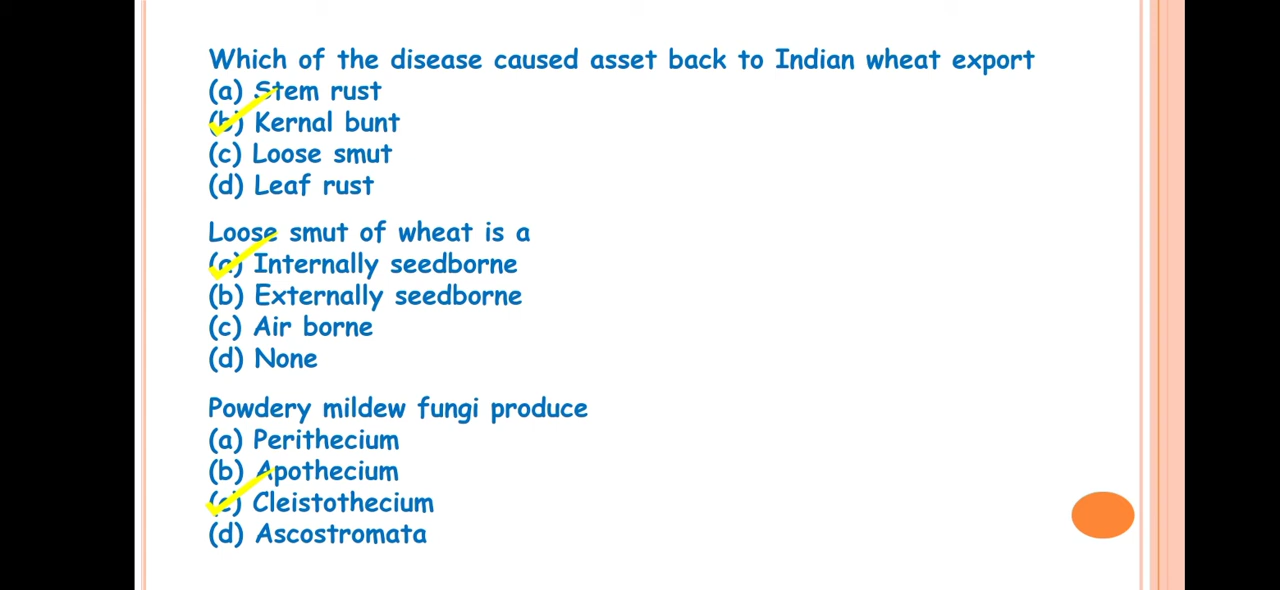 Which of the disease caused asset back to Indian wheat export
(a) Stem rust
(b) Kernal bunt
(c) Loose smut
(d) Leaf rust
Loose smut of wheat is a
(a) Internally seedborne
(b) Externally seedborne
(c) Air borne
(d) None
Powdery mildew fungi produce
(a) Perithecium
(b) Apothecium
(c) Cleistothecium
(d) Ascostromata